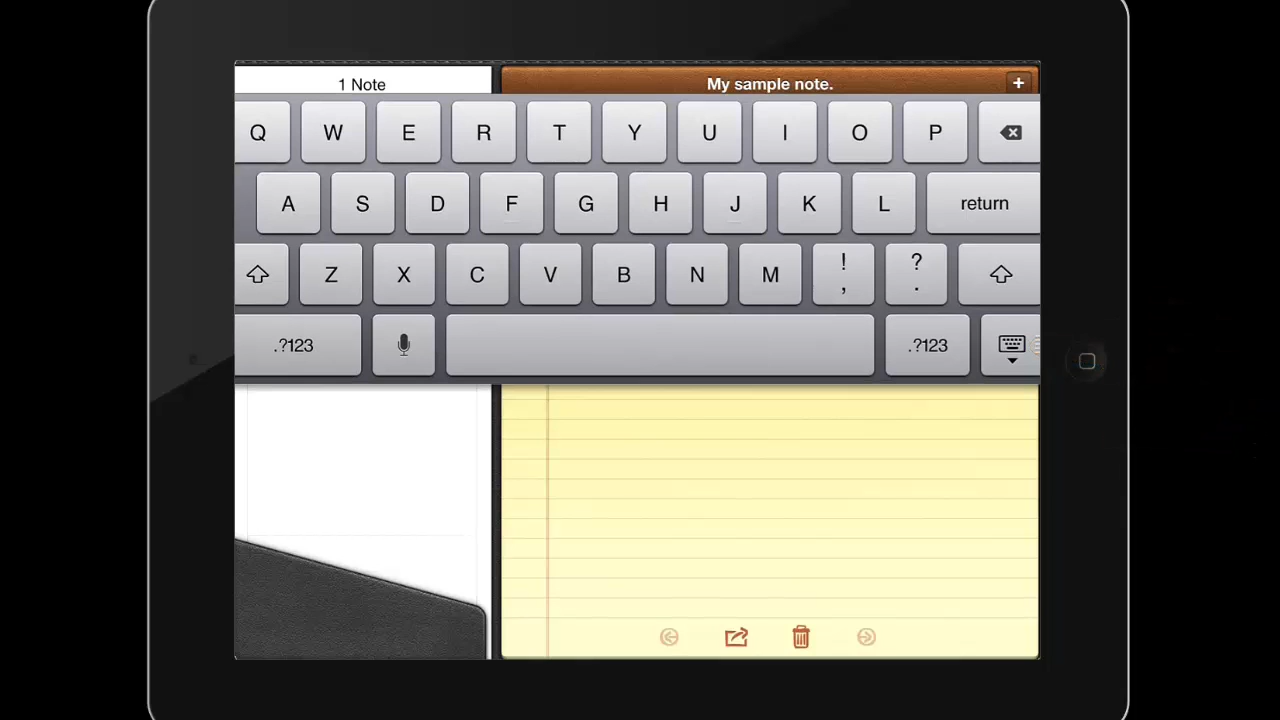 1 Note
My sample note.
+
Q W E R T Y U I O P
A S D F G H J K L return
Z X C V B N M ! , ? .
.?123 .?123